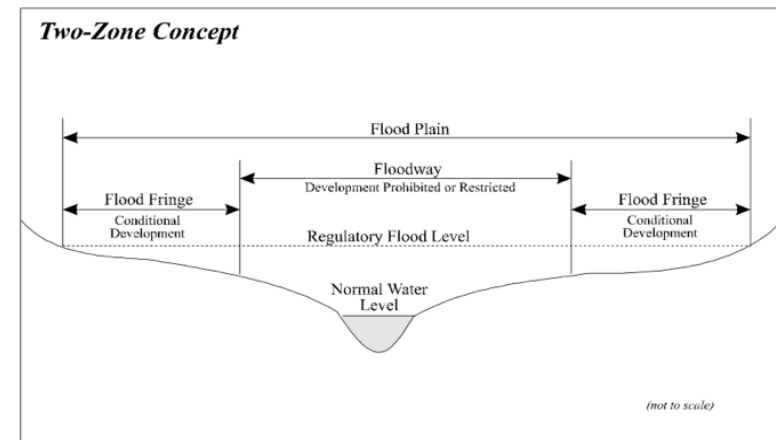 Two-Zone Concept
Flood Plain
Floodway
Development Prohibited or Restricted
Flood Fringe
Conditional
Development
Flood Fringe
Conditional
Development
Regulatory Flood Level
Normal Water
Level
(not to scale)